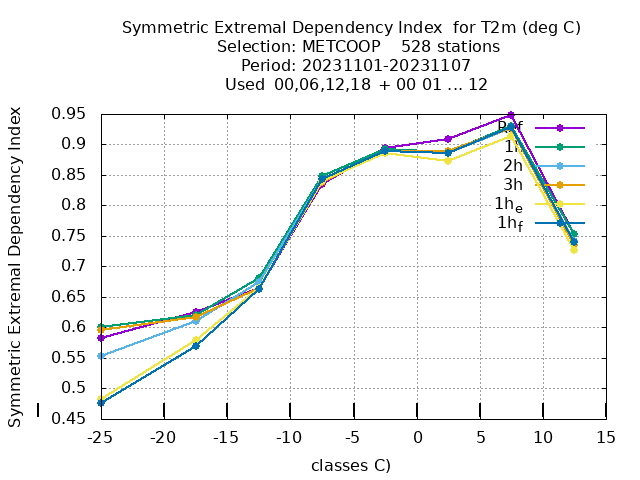 Symmetric Extremal Dependency Index  for T2m (deg C)
Selection: METCOOP    528 stations
Period: 20231101-20231107
Used  00,06,12,18 + 00 01 ... 12
Symmetric Extremal Dependency Index
0.95
0.9
0.85
0.8
0.75
0.7
0.65
0.6
0.55
0.5
0.45
Ref
1h
2h
3h
1he
1hf
-25 -20 -15 -10 -5 0 5 10 15
classes C)